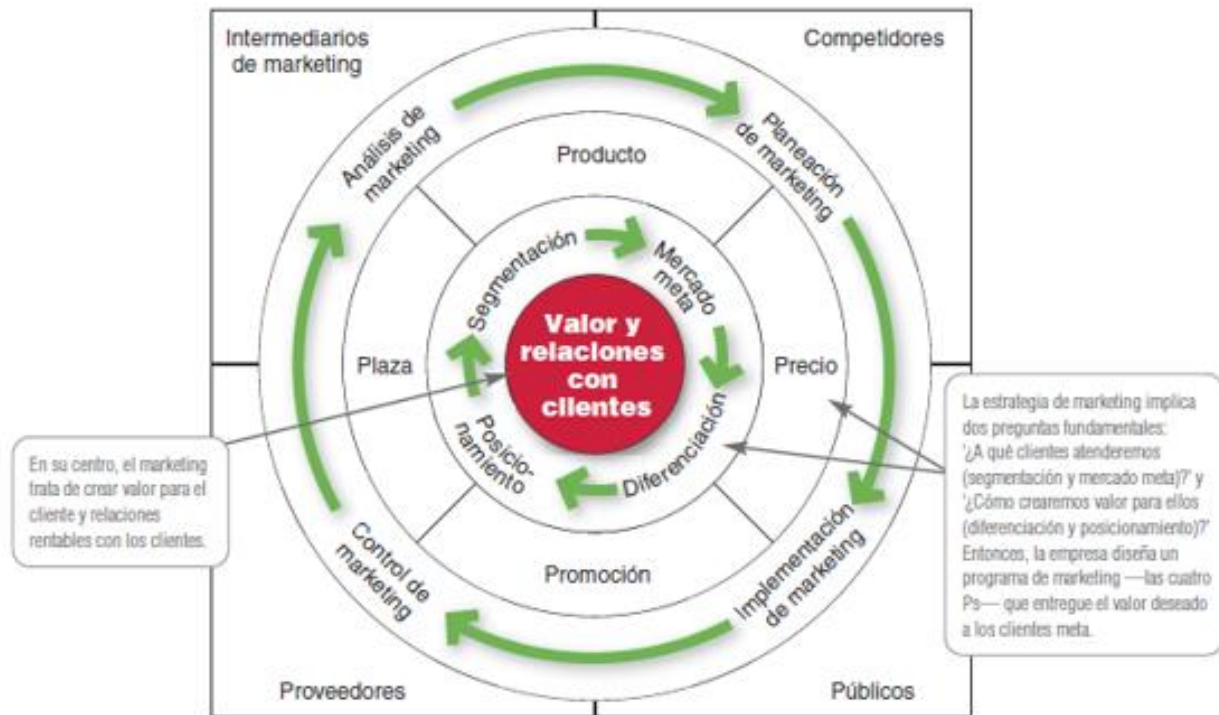 Intermediarios
de marketing
Competidores
Análisis de
marketing
Planeación
de marketing
Producto
Segmentación
Mercado
meta
Valor y
relaciones
con
clientes
Plaza
Precio
Posicio-
namiento
Diferenciación
Control de
marketing
Promoción
Implementación
de marketing
Proveedores
Públicos
En su centro, el marketing
trata de crear valor para el
cliente y relaciones
rentables con los clientes.
La estrategia de marketing implica
dos preguntas fundamentales:
'¿A qué clientes atenderemos
(segmentación y mercado meta)?' y
'¿Cómo crearemos valor para ellos
(diferenciación y posicionamiento)?'
Entonces, la empresa diseña un
programa de marketing —las cuatro
Ps— que entregue el valor deseado
a los clientes meta.